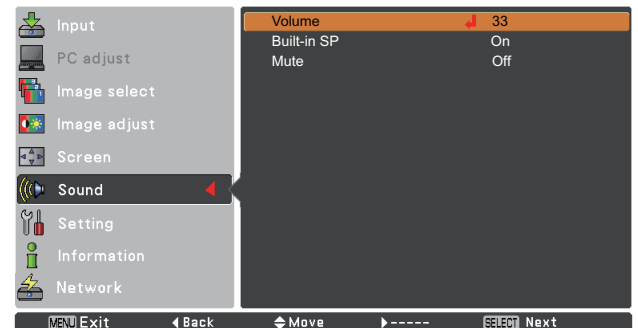 Input
PC adjust
Image select
Image adjust
Screen
Sound
Setting
Information
Network
Volume 33
Built-in SP On
Mute Off
MENU Exit Back Move ----- SELECT Next